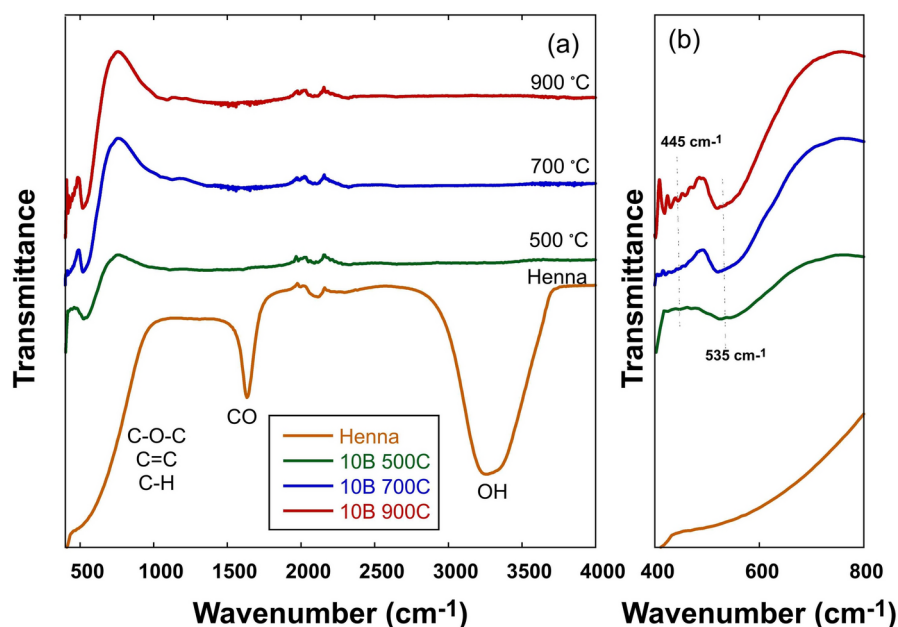 (a)
900 °C
700 °C
500 °C
Henna
C-O-C
C=C
C-H
CO
OH
Henna
10B 500C
10B 700C
10B 900C
Transmittance
500 1000 1500 2000 2500 3000 3500 4000
Wavenumber (cm-1)
(b)
445 cm-1
535 cm-1
Transmittance
400 600 800
Wavenumber (cm-1)